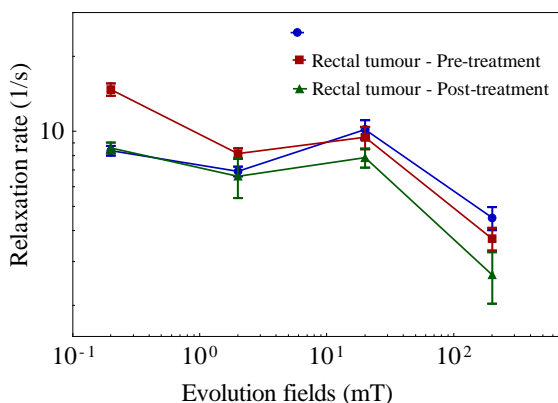 Relaxation rate (1/s)
10
Rectal tumour - Pre-treatment
Rectal tumour - Post-treatment
10⁻¹ 10⁰ 10¹ 10²
Evolution fields (mT)